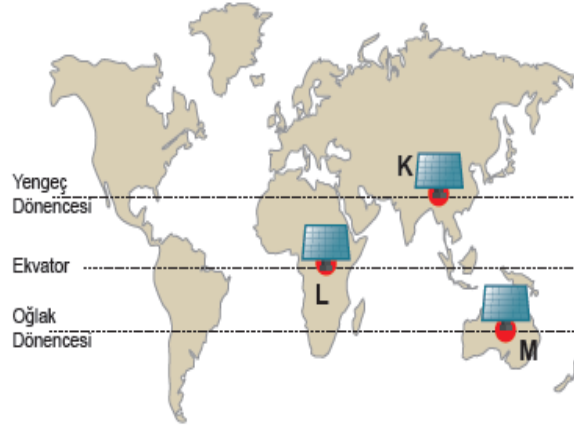 K
Yengeç
Dönencesi
Ekvator
L
Oğlak
Dönencesi
M